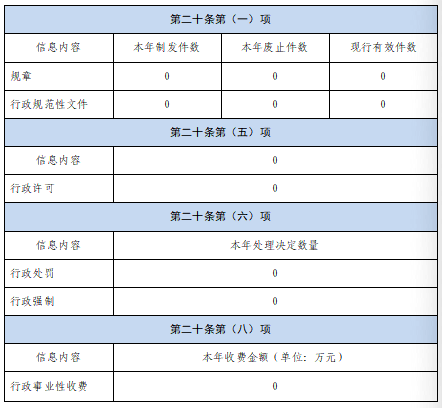 第二十条第（一）项
信息内容 本年制发件数 本年废止件数 现行有效件数
规章 0 0 0
行政规范性文件 0 0 0
第二十条第（五）项
信息内容 0
行政许可 0
第二十条第（六）项
信息内容 本年处理决定数量
行政处罚 0
行政强制 0
第二十条第（八）项
信息内容 本年收费金额（单位：万元）
行政事业性收费 0